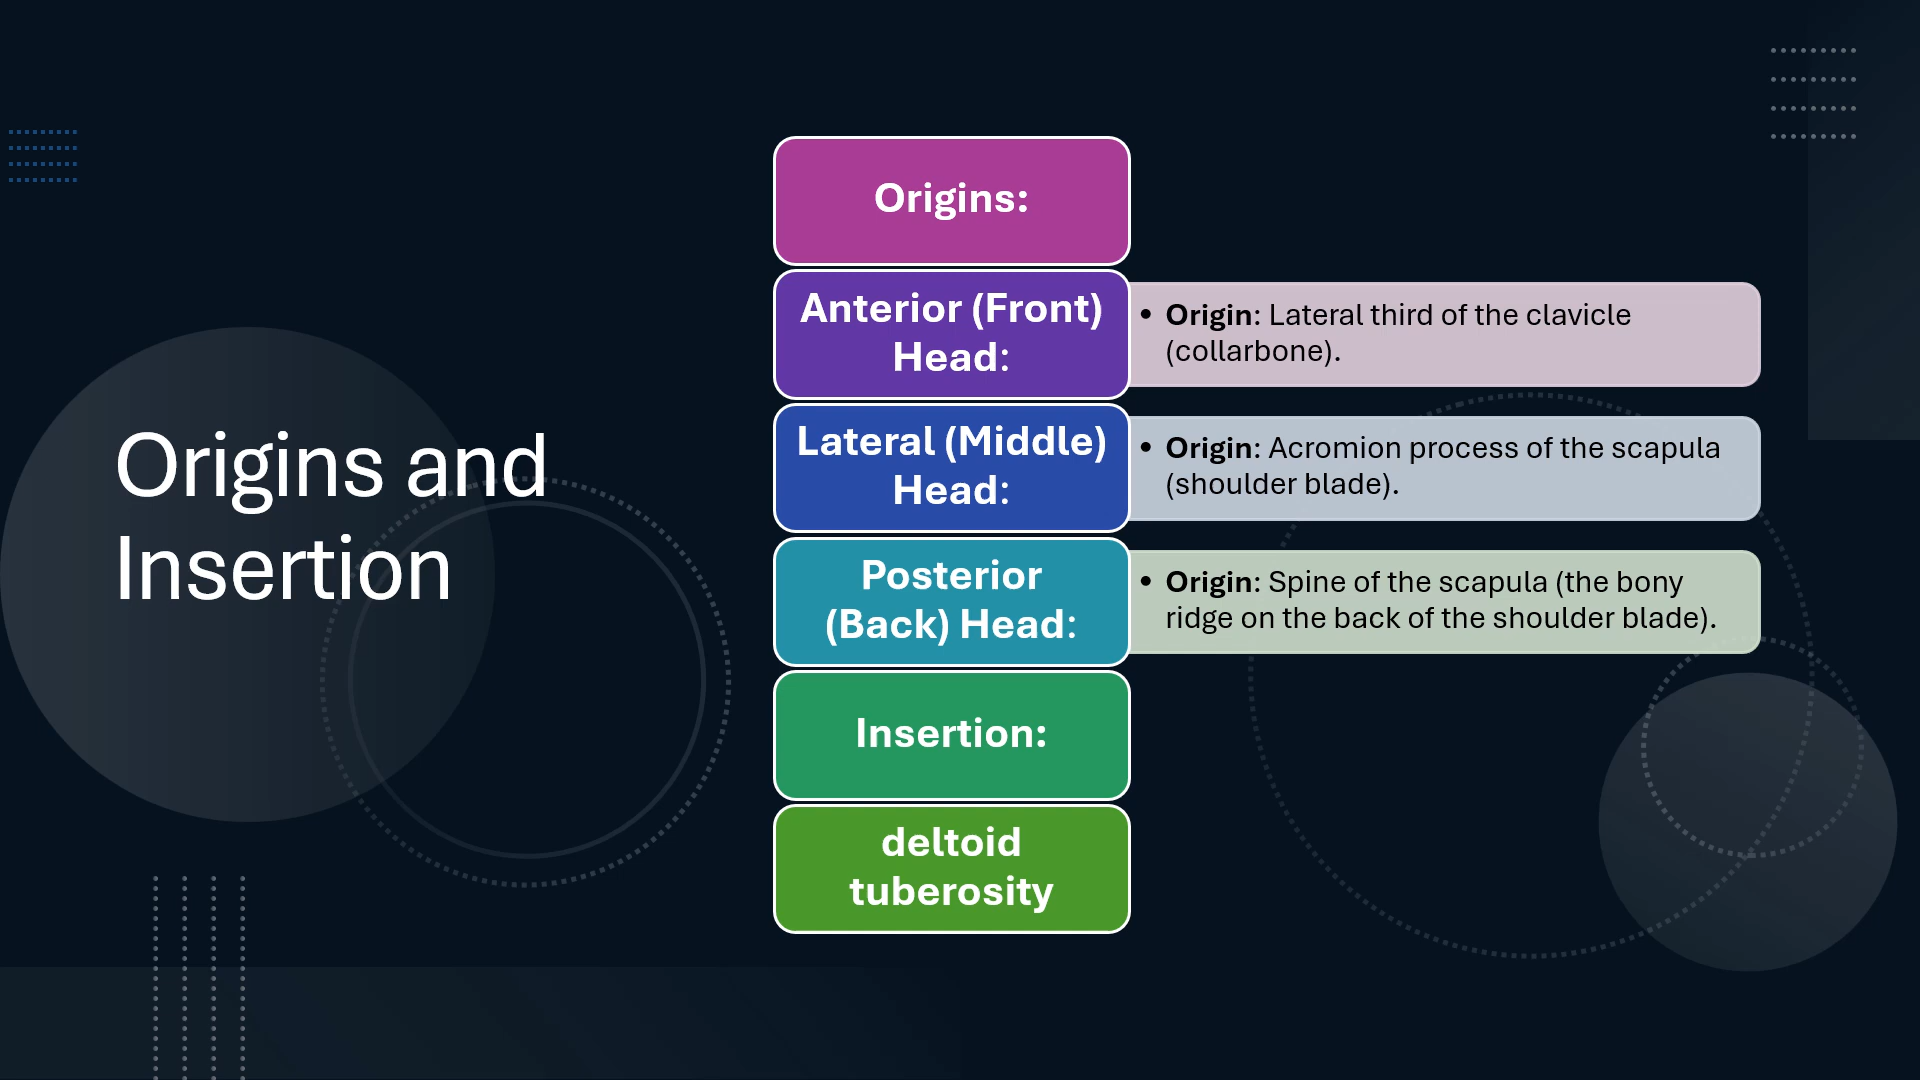 Origins and
Insertion
Origins:
Anterior (Front)
Head:
• Origin: Lateral third of the clavicle
(collarbone).
Lateral (Middle)
Head:
• Origin: Acromion process of the scapula
(shoulder blade).
Posterior
(Back) Head:
• Origin: Spine of the scapula (the bony
ridge on the back of the shoulder blade).
Insertion:
deltoid
tuberosity